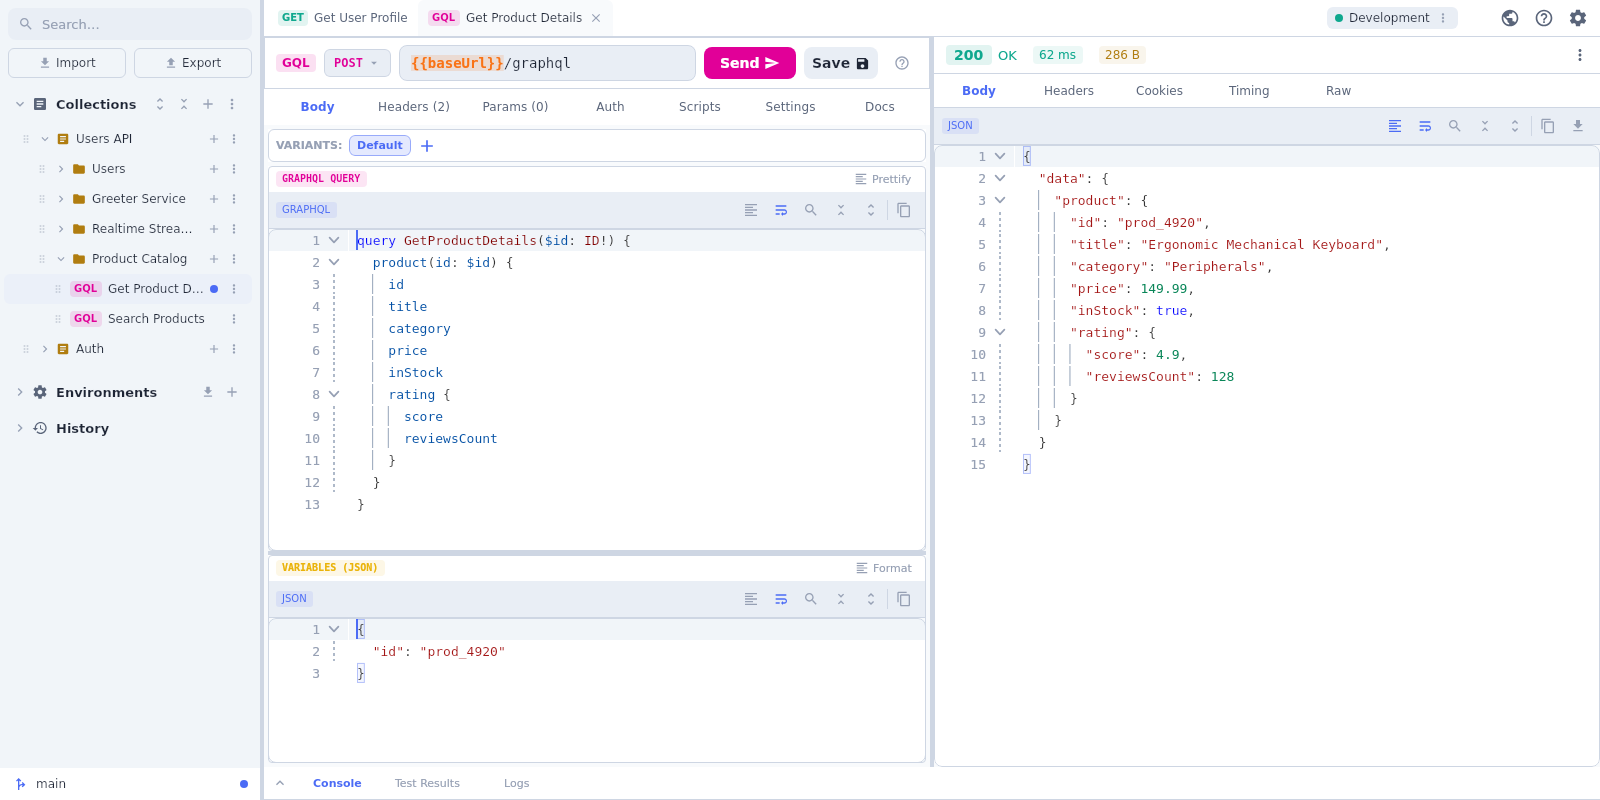 Search...
Import
Export
Collections
Users API
Users
Greeter Service
Realtime Strea...
Product Catalog
GQL Get Product D...
GQL Search Products
Auth
Environments
History
main
GET Get User Profile
GQL Get Product Details
Development
GQL POST {{baseUrl}}/graphql Send Save
Body Headers (2) Params (0) Auth Scripts Settings Docs
VARIANTS: Default
GRAPHQL QUERY Prettify
GRAPHQL
1 query GetProductDetails($id: ID!) {
2 product(id: $id) {
3 id
4 title
5 category
6 price
7 inStock
8 rating {
9 score
10 reviewsCount
11 }
12 }
13 }
VARIABLES (JSON) Format
JSON
1 {
2 "id": "prod_4920"
3 }
Console Test Results Logs
200 OK 62 ms 286 B
Body Headers Cookies Timing Raw
JSON
1 {
2 "data": {
3 "product": {
4 "id": "prod_4920",
5 "title": "Ergonomic Mechanical Keyboard",
6 "category": "Peripherals",
7 "price": 149.99,
8 "inStock": true,
9 "rating": {
10 "score": 4.9,
11 "reviewsCount": 128
12 }
13 }
14 }
15 }